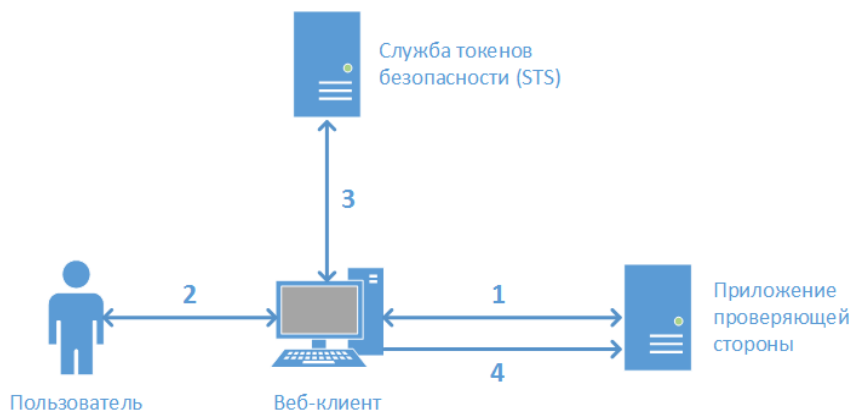 Служба токенов
безопасности (STS)
3
2
1
Приложение
проверяющей
стороны
4
Пользователь
Веб-клиент